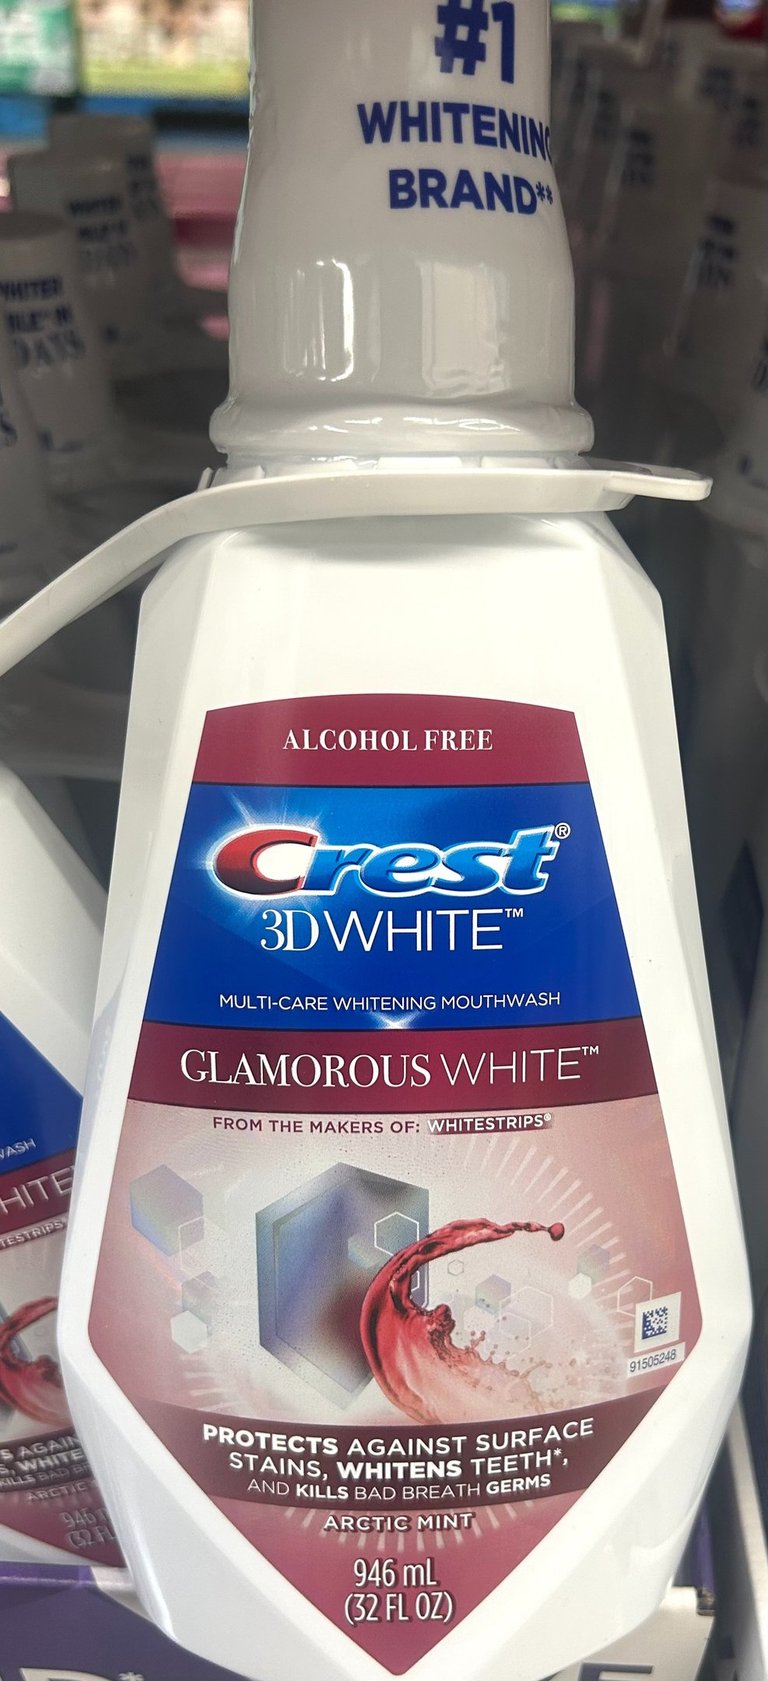 #1
WHITENING
BRAND**
ALCOHOL FREE
Crest®
3D WHITE™
MULTI-CARE WHITENING MOUTHWASH
GLAMOROUS WHITE™
FROM THE MAKERS OF: WHITESTRIPS®
91505248
PROTECTS AGAINST SURFACE
STAINS, WHITENS TEETH*,
AND KILLS BAD BREATH GERMS
ARCTIC MINT
946 mL
(32 FL OZ)